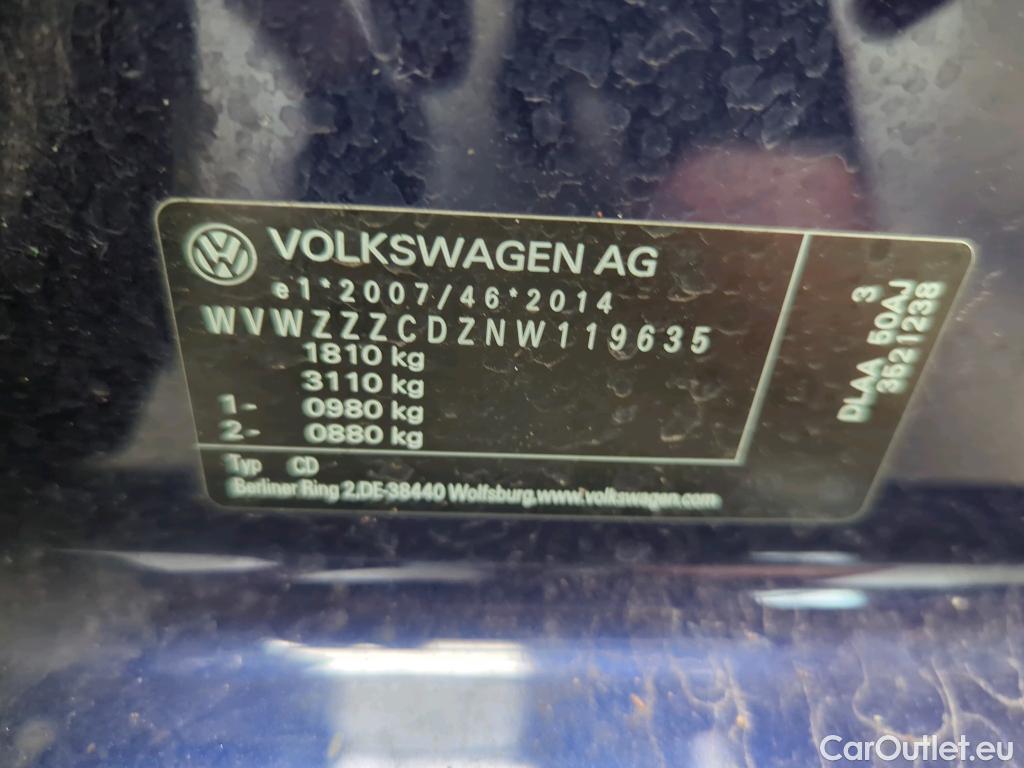 VOLKSWAGEN AG
e1*2007/46*2014
WVWZZZCDZNW119635
1810 kg
3110 kg
1- 0980 kg
2- 0880 kg
Typ CD
Berliner Ring 2,DE-38440 Wolfsburg,www.volkswagen.com
3
DLAA 50AJ
3521238
CarOutlet.eu